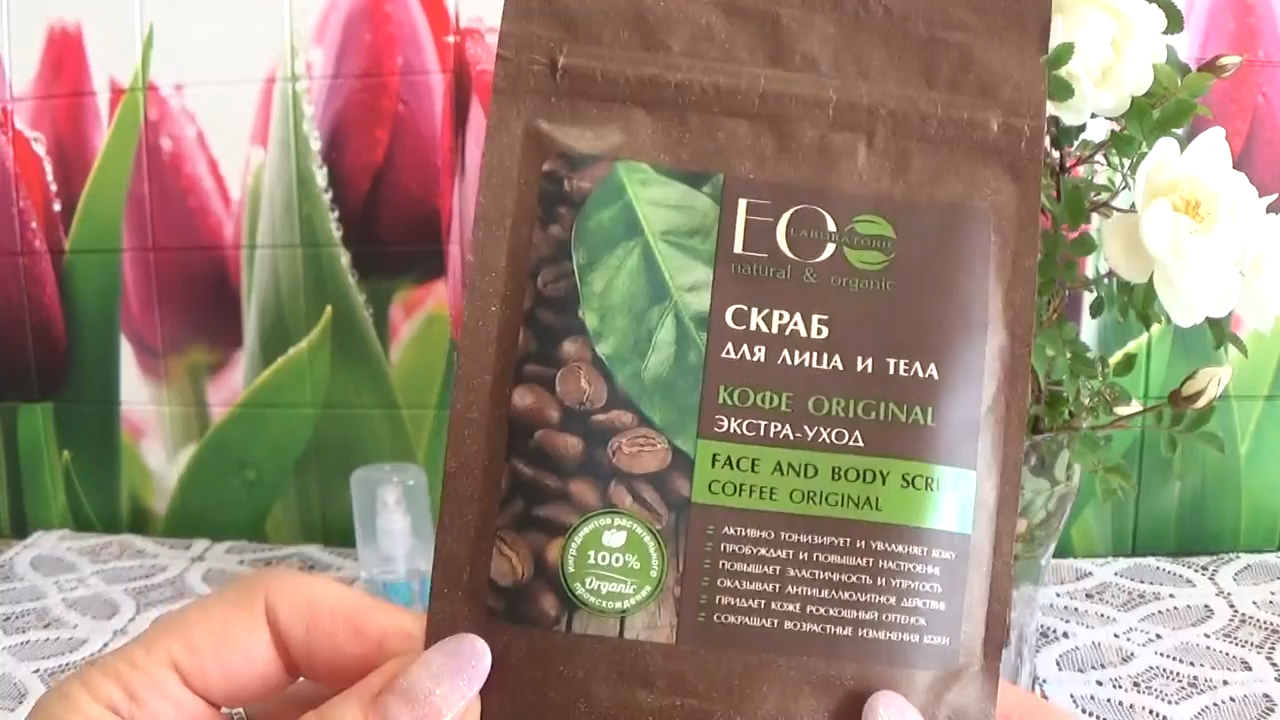 EO
LABORATORIE
natural & organic
СКРАБ
ДЛЯ ЛИЦА И ТЕЛА
КОФЕ ORIGINAL
ЭКСТРА-УХОД
FACE AND BODY SCR
COFFEE ORIGINAL
АКТИВНО ТОНИЗИРУЕТ И УВЛАЖНЯЕТ КОЖУ
ПРОБУЖДАЕТ И ПОВЫШАЕТ НАСТРОЕНИЕ
ПОВЫШАЕТ ЭЛАСТИЧНОСТЬ И УПРУГОСТЬ
ОКАЗЫВАЕТ АНТИЦЕЛЛЮЛИТНОЕ ДЕЙСТВИЕ
ПРИДАЕТ КОЖЕ РОСКОШНЫЙ ОТТЕНОК
СОКРАЩАЕТ ВОЗРАСТНЫЕ ИЗМЕНЕНИЯ КОЖИ
ингредиентов растительного
100%
Organic
происхождения